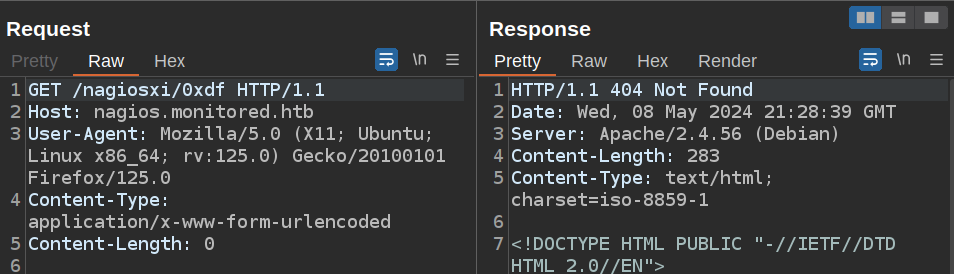 Request
Pretty Raw Hex \n
1 GET /nagiosxi/0xdf HTTP/1.1
2 Host: nagios.monitored.htb
3 User-Agent: Mozilla/5.0 (X11; Ubuntu;
Linux x86_64; rv:125.0) Gecko/20100101
Firefox/125.0
4 Content-Type:
application/x-www-form-urlencoded
5 Content-Length: 0
6
Response
Pretty Raw Hex Render \n
1 HTTP/1.1 404 Not Found
2 Date: Wed, 08 May 2024 21:28:39 GMT
3 Server: Apache/2.4.56 (Debian)
4 Content-Length: 283
5 Content-Type: text/html;
charset=iso-8859-1
6
7 <!DOCTYPE HTML PUBLIC "-//IETF//DTD
HTML 2.0//EN">